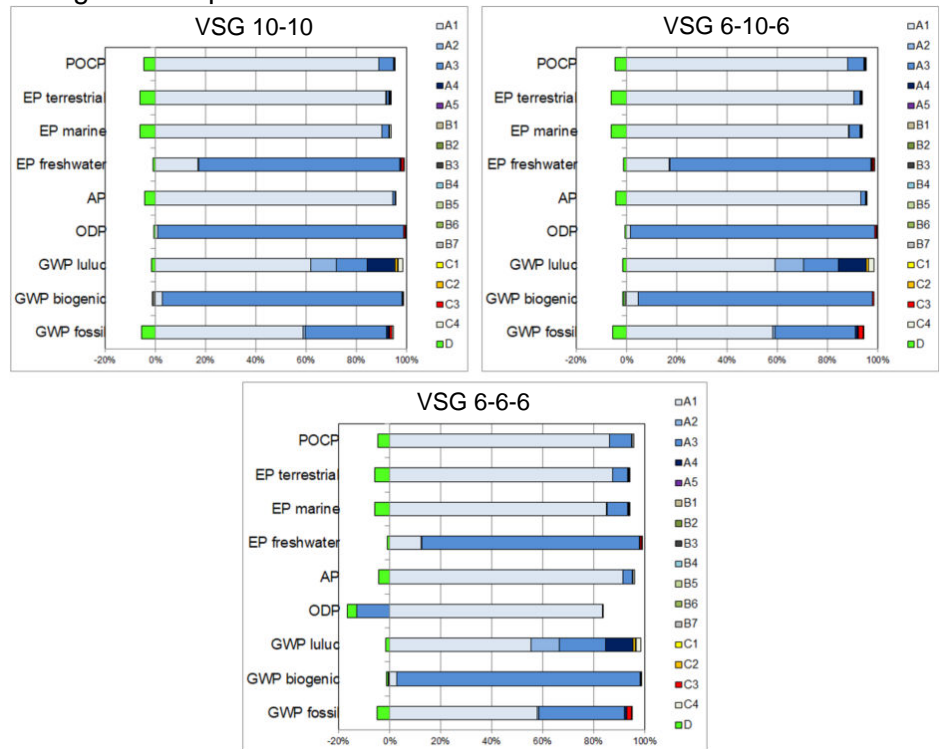 VSG 10-10
POCP
EP terrestrial
EP marine
EP freshwater
AP
ODP
GWP luluc
GWP biogenic
GWP fossil
-20% 0% 20% 40% 60% 80% 100%
A1
A2
A3
A4
A5
B1
B2
B3
B4
B5
B6
B7
C1
C2
C3
C4
D
VSG 6-10-6
POCP
EP terrestrial
EP marine
EP freshwater
AP
ODP
GWP luluc
GWP biogenic
GWP fossil
-20% 0% 20% 40% 60% 80% 100%
A1
A2
A3
A4
A5
B1
B2
B3
B4
B5
B6
B7
C1
C2
C3
C4
D
VSG 6-6-6
POCP
EP terrestrial
EP marine
EP freshwater
AP
ODP
GWP luluc
GWP biogenic
GWP fossil
-20% 0% 20% 40% 60% 80% 100%
A1
A2
A3
A4
A5
B1
B2
B3
B4
B5
B6
B7
C1
C2
C3
C4
D